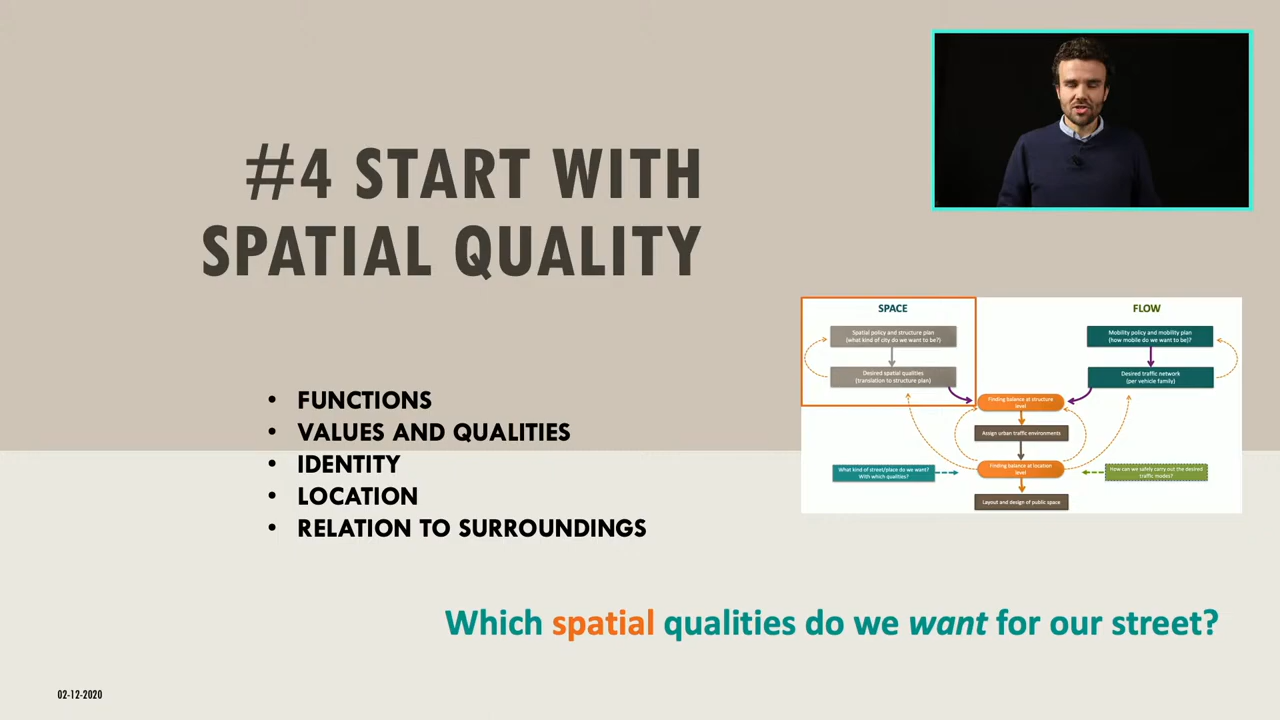 #4 START WITH
SPATIAL QUALITY
• FUNCTIONS
• VALUES AND QUALITIES
• IDENTITY
• LOCATION
• RELATION TO SURROUNDINGS
SPACE
FLOW
Spatial policy and structure plan
(what kind of city do we want to be?)
Mobility policy and mobility plan
(how mobile do we want to be)?
Desired spatial qualities
(translation to structure plan)
Desired traffic network
(per vehicle family)
Finding balance at structure
level
Assign urban traffic environments
What kind of street/place do we want?
With which qualities?
Finding balance at location
level
How can we safely carry out the desired
traffic modes?
Layout and design of public space
Which spatial qualities do we want for our street?
02-12-2020